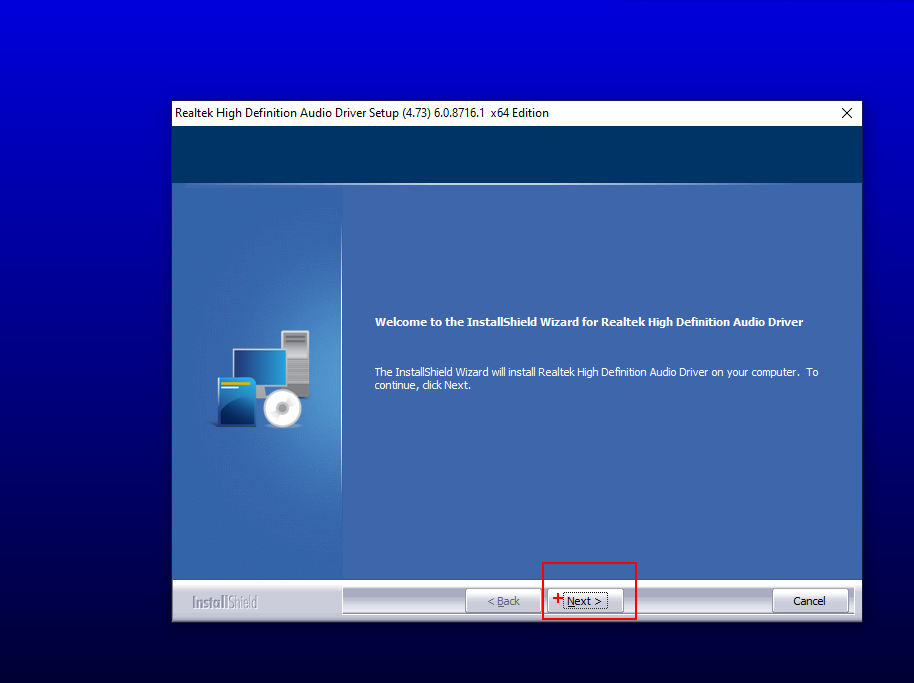 Realtek High Definition Audio Driver Setup (4.73) 6.0.8716.1 x64 Edition
Welcome to the InstallShield Wizard for Realtek High Definition Audio Driver
The InstallShield Wizard will install Realtek High Definition Audio Driver on your computer. To
continue, click Next.
InstallShield
< Back
Next >
Cancel